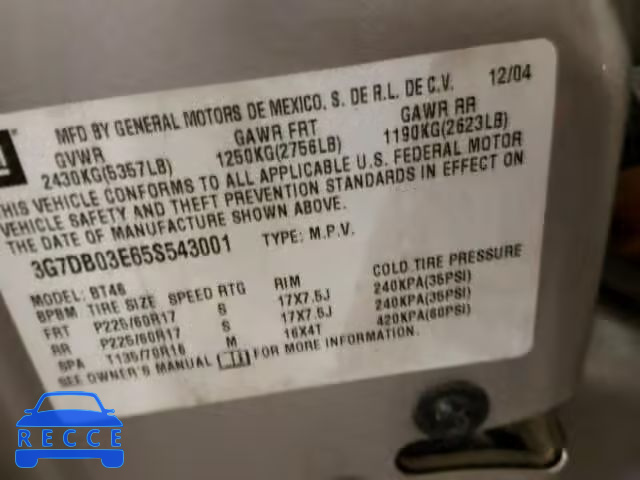 MFD BY GENERAL MOTORS DE MEXICO. S. DE R.L. DE C.V. 12/04
GVWR GAWR FRT GAWR RR
2430KG(5357LB) 1250KG(2756LB) 1190KG(2623LB)
THIS VEHICLE CONFORMS TO ALL APPLICABLE U.S. FEDERAL MOTOR
VEHICLE SAFETY AND THEFT PREVENTION STANDARDS IN EFFECT ON
THE DATE OF MANUFACTURE SHOWN ABOVE.
3G7DB03E65S543001 TYPE: M.P.V.
MODEL: BT46
BPBM TIRE SIZE SPEED RTG RIM COLD TIRE PRESSURE
FRT P225/60R17 S 17X7.5J 240KPA(35PSI)
RR P225/60R17 S 17X7.5J 240KPA(35PSI)
SPA T135/70R16 M 16X4T 420KPA(60PSI)
SEE OWNER'S MANUAL FOR MORE INFORMATION.
RECCE